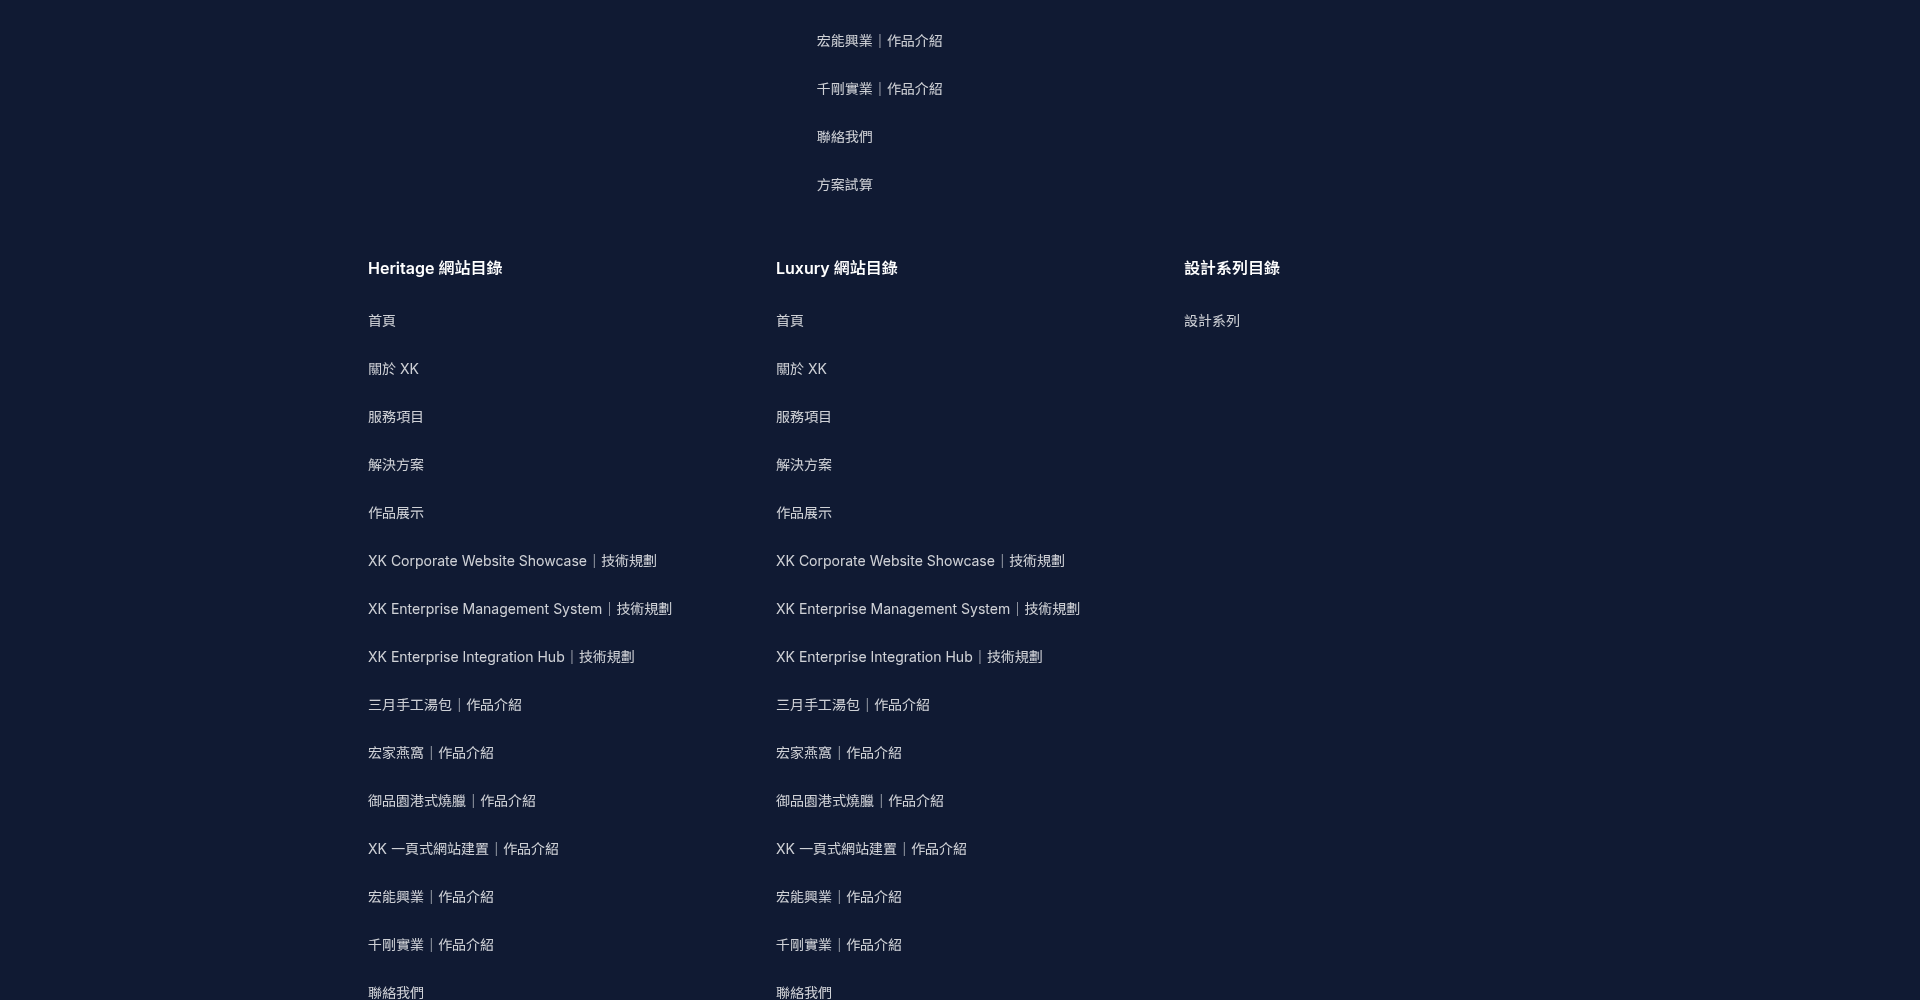 宏能興業｜作品介紹
千剛實業｜作品介紹
聯絡我們
方案試算
Heritage 網站目錄
首頁
關於 XK
服務項目
解決方案
作品展示
XK Corporate Website Showcase｜技術規劃
XK Enterprise Management System｜技術規劃
XK Enterprise Integration Hub｜技術規劃
三月手工湯包｜作品介紹
宏家燕窩｜作品介紹
御品園港式燒臘｜作品介紹
XK 一頁式網站建置｜作品介紹
宏能興業｜作品介紹
千剛實業｜作品介紹
聯絡我們
Luxury 網站目錄
首頁
關於 XK
服務項目
解決方案
作品展示
XK Corporate Website Showcase｜技術規劃
XK Enterprise Management System｜技術規劃
XK Enterprise Integration Hub｜技術規劃
三月手工湯包｜作品介紹
宏家燕窩｜作品介紹
御品園港式燒臘｜作品介紹
XK 一頁式網站建置｜作品介紹
宏能興業｜作品介紹
千剛實業｜作品介紹
聯絡我們
設計系列目錄
設計系列